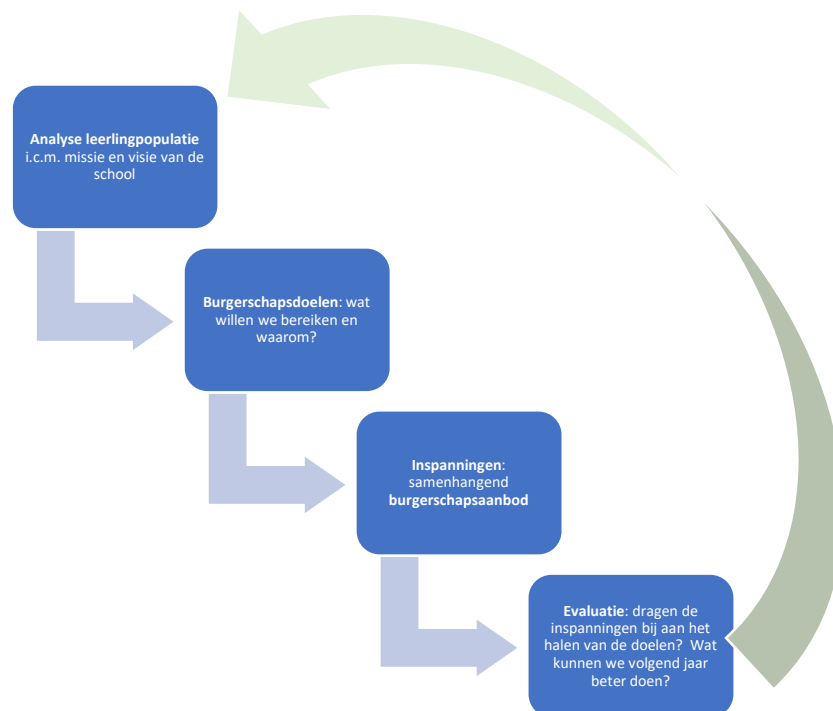 Analyse leerlingpopulatie
i.c.m. missie en visie van de
school
Burgerschapsdoelen: wat
willen we bereiken en
waarom?
Inspanningen:
samenhangend
burgerschapsaanbod
Evaluatie: dragen de
inspanningen bij aan het
halen van de doelen?  Wat
kunnen we volgend jaar
beter doen?